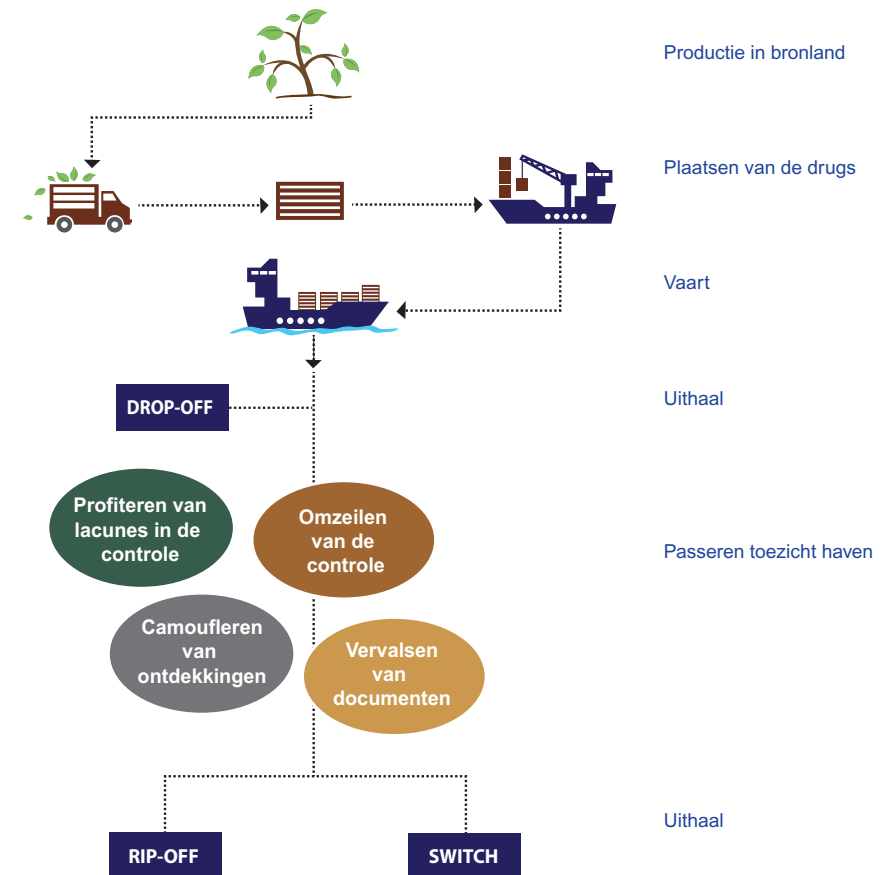 Productie in bronland
Plaatsen van de drugs
Vaart
DROP-OFF
Uithaal
Profiteren van
lacunes in de
controle
Omzeilen
van de
controle
Passeren toezicht haven
Camoufleren
van
ontdekkingen
Vervalsen
van
documenten
RIP-OFF
SWITCH
Uithaal